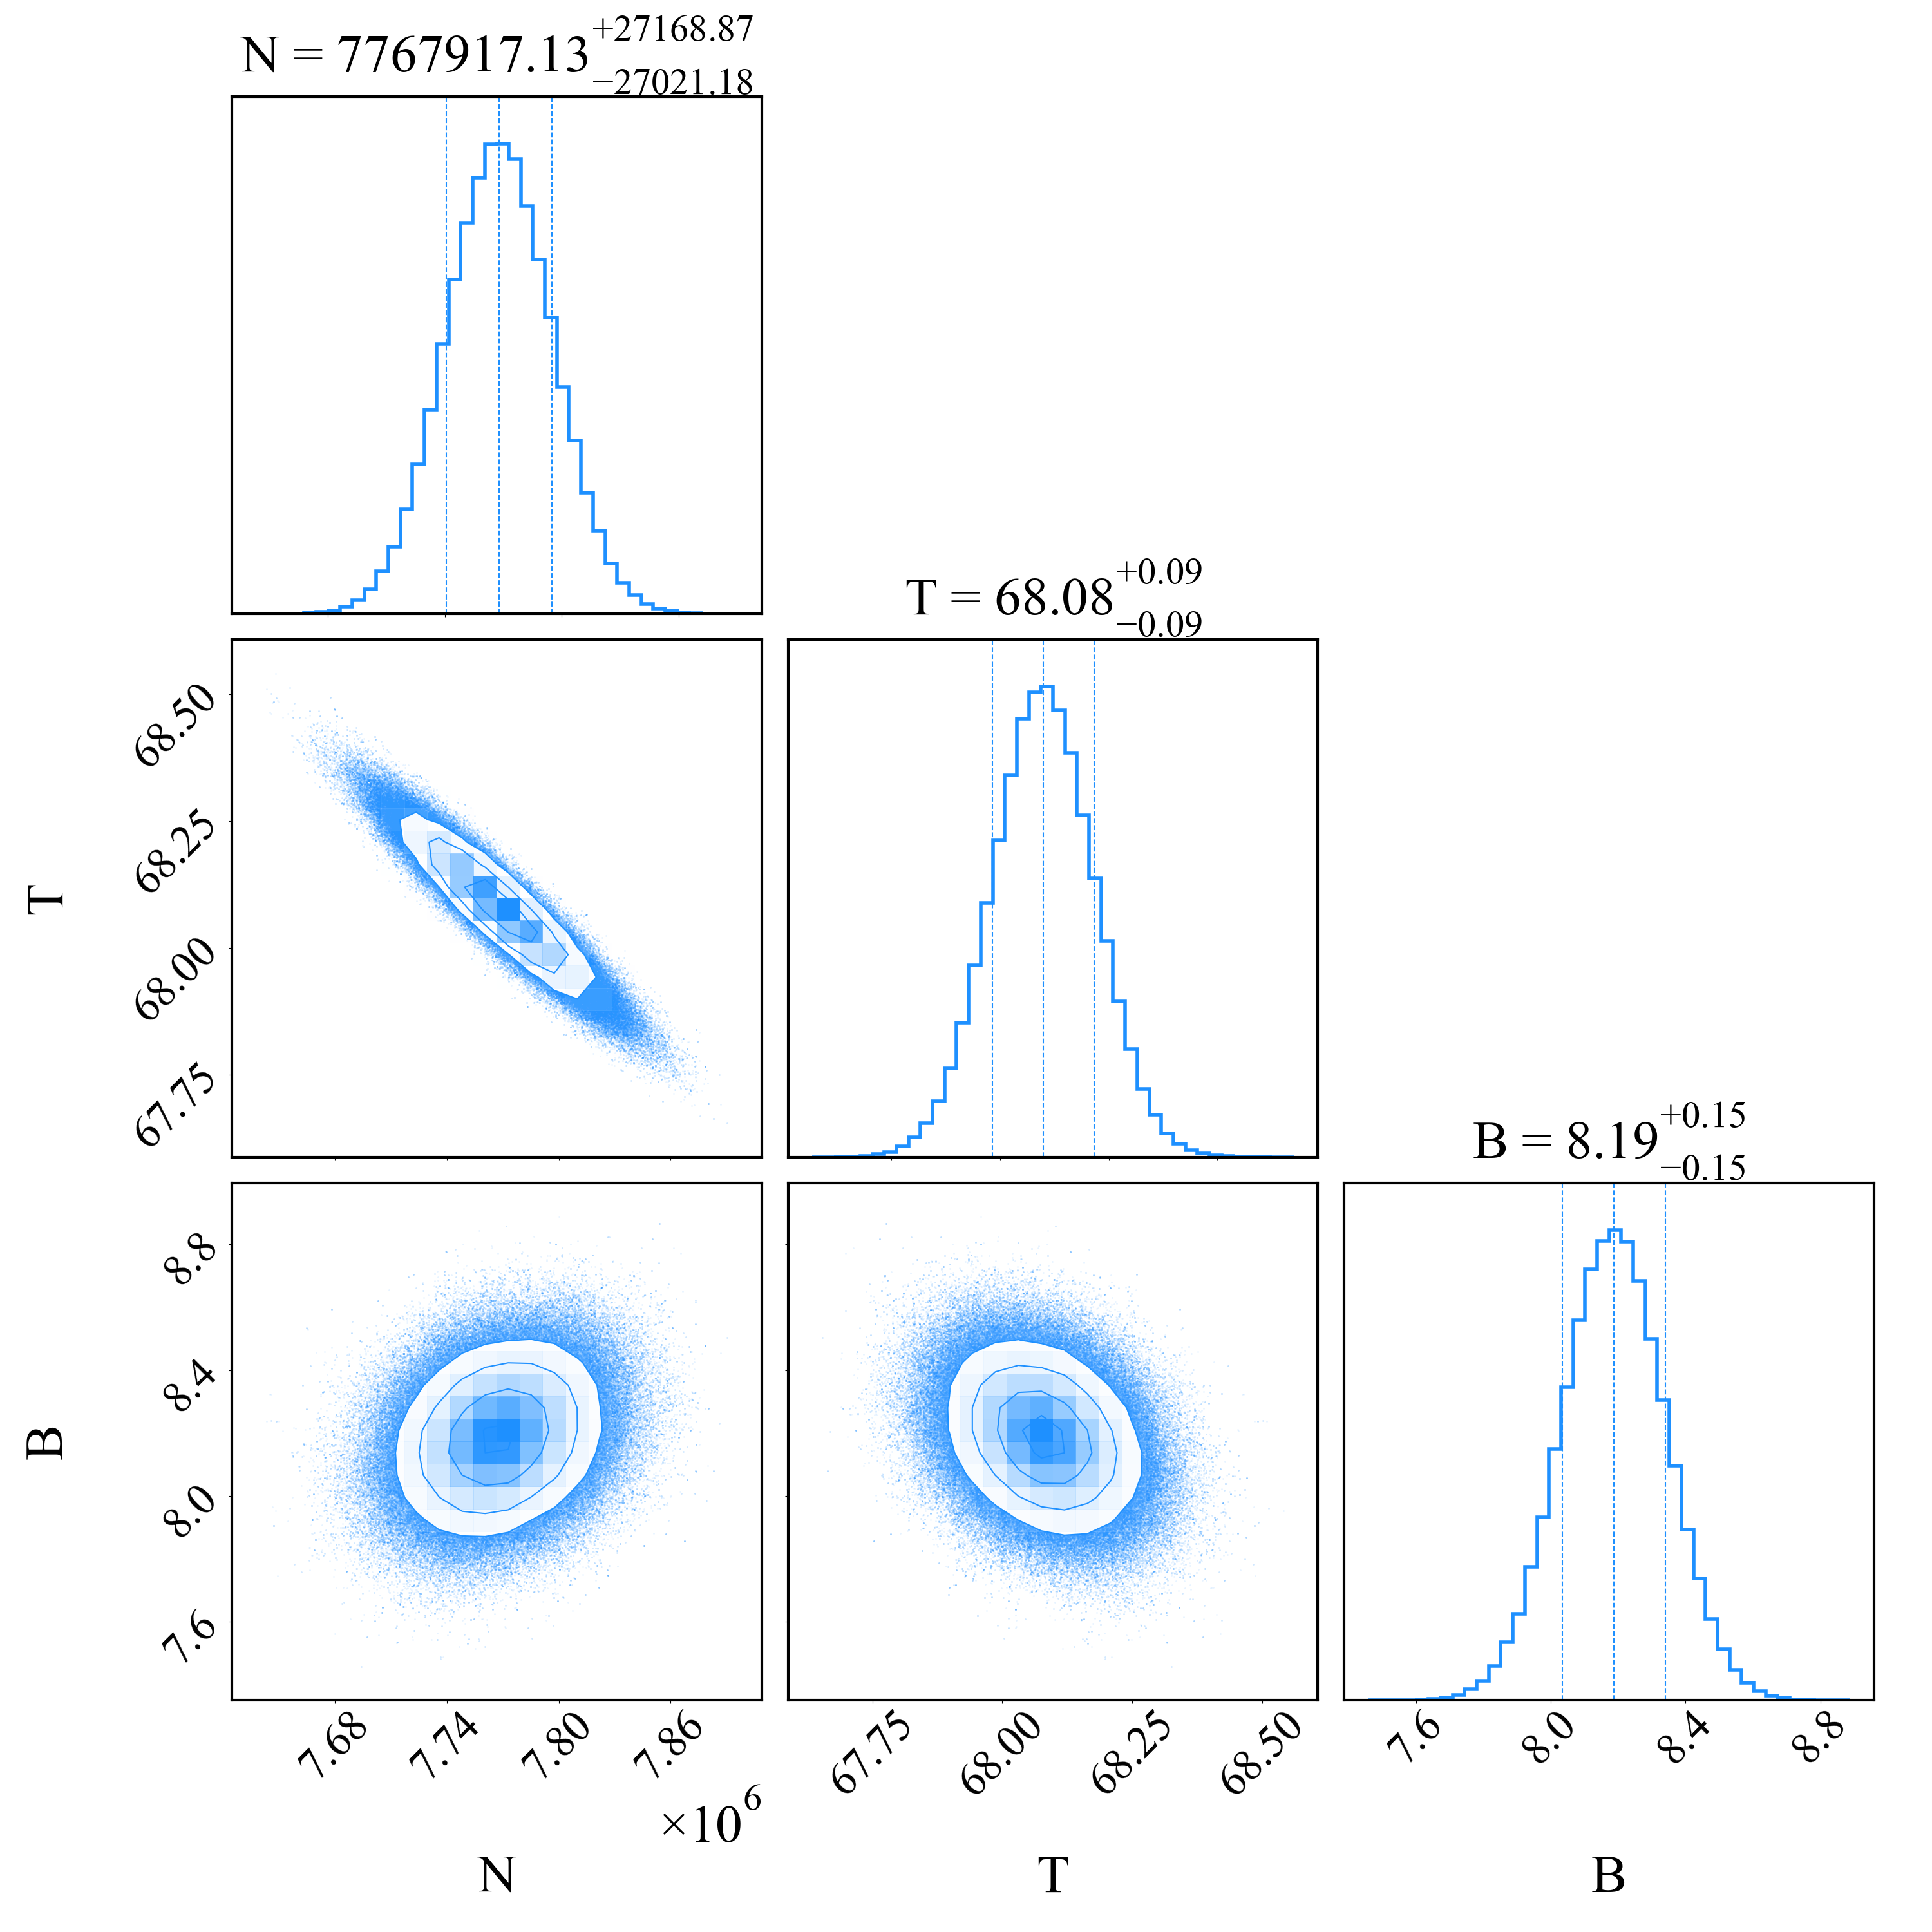 N = 7767917.13 +27168.87 −27021.18
T = 68.08 +0.09 −0.09
68.50
68.25
68.00
67.75
T
B = 8.19 +0.15 −0.15
8.8
8.4
8.0
7.6
B
7.68 7.74 7.80 7.86
×10⁶
N
67.75 68.00 68.25 68.50
T
7.6 8.0 8.4 8.8
B